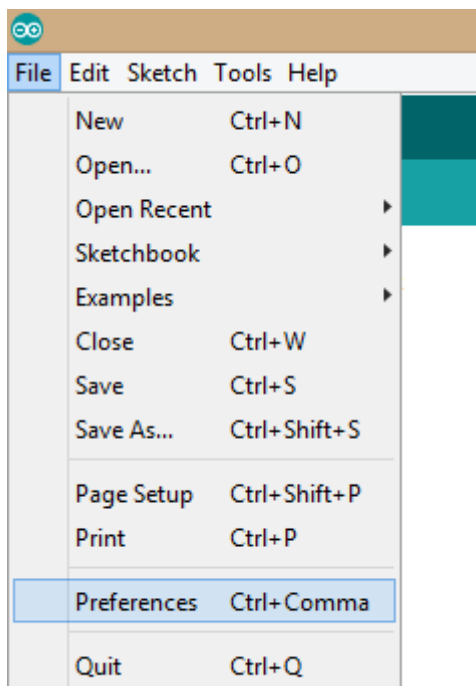 File Edit Sketch Tools Help
New Ctrl+N
Open... Ctrl+O
Open Recent
Sketchbook
Examples
Close Ctrl+W
Save Ctrl+S
Save As... Ctrl+Shift+S
Page Setup Ctrl+Shift+P
Print Ctrl+P
Preferences Ctrl+Comma
Quit Ctrl+Q